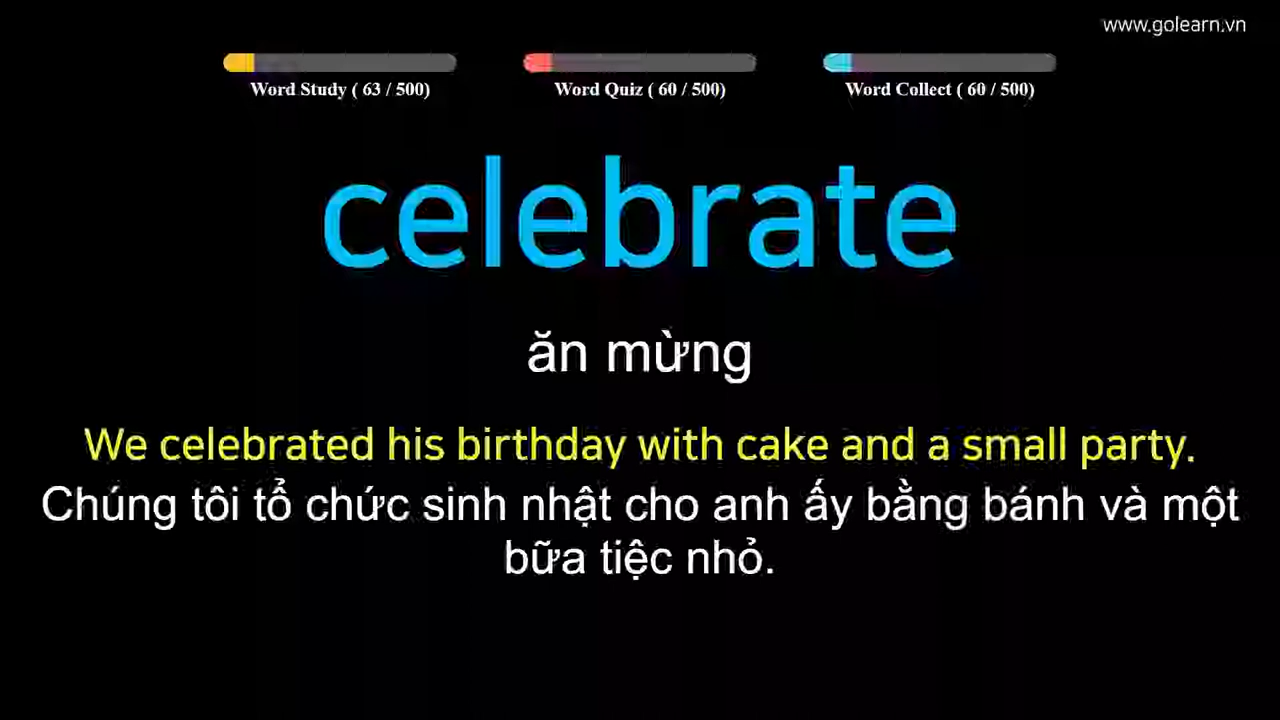 www.golearn.vn
Word Study ( 63 / 500)
Word Quiz ( 60 / 500)
Word Collect ( 60 / 500)
celebrate
ăn mừng
We celebrated his birthday with cake and a small party.
Chúng tôi tổ chức sinh nhật cho anh ấy bằng bánh và một
bữa tiệc nhỏ.